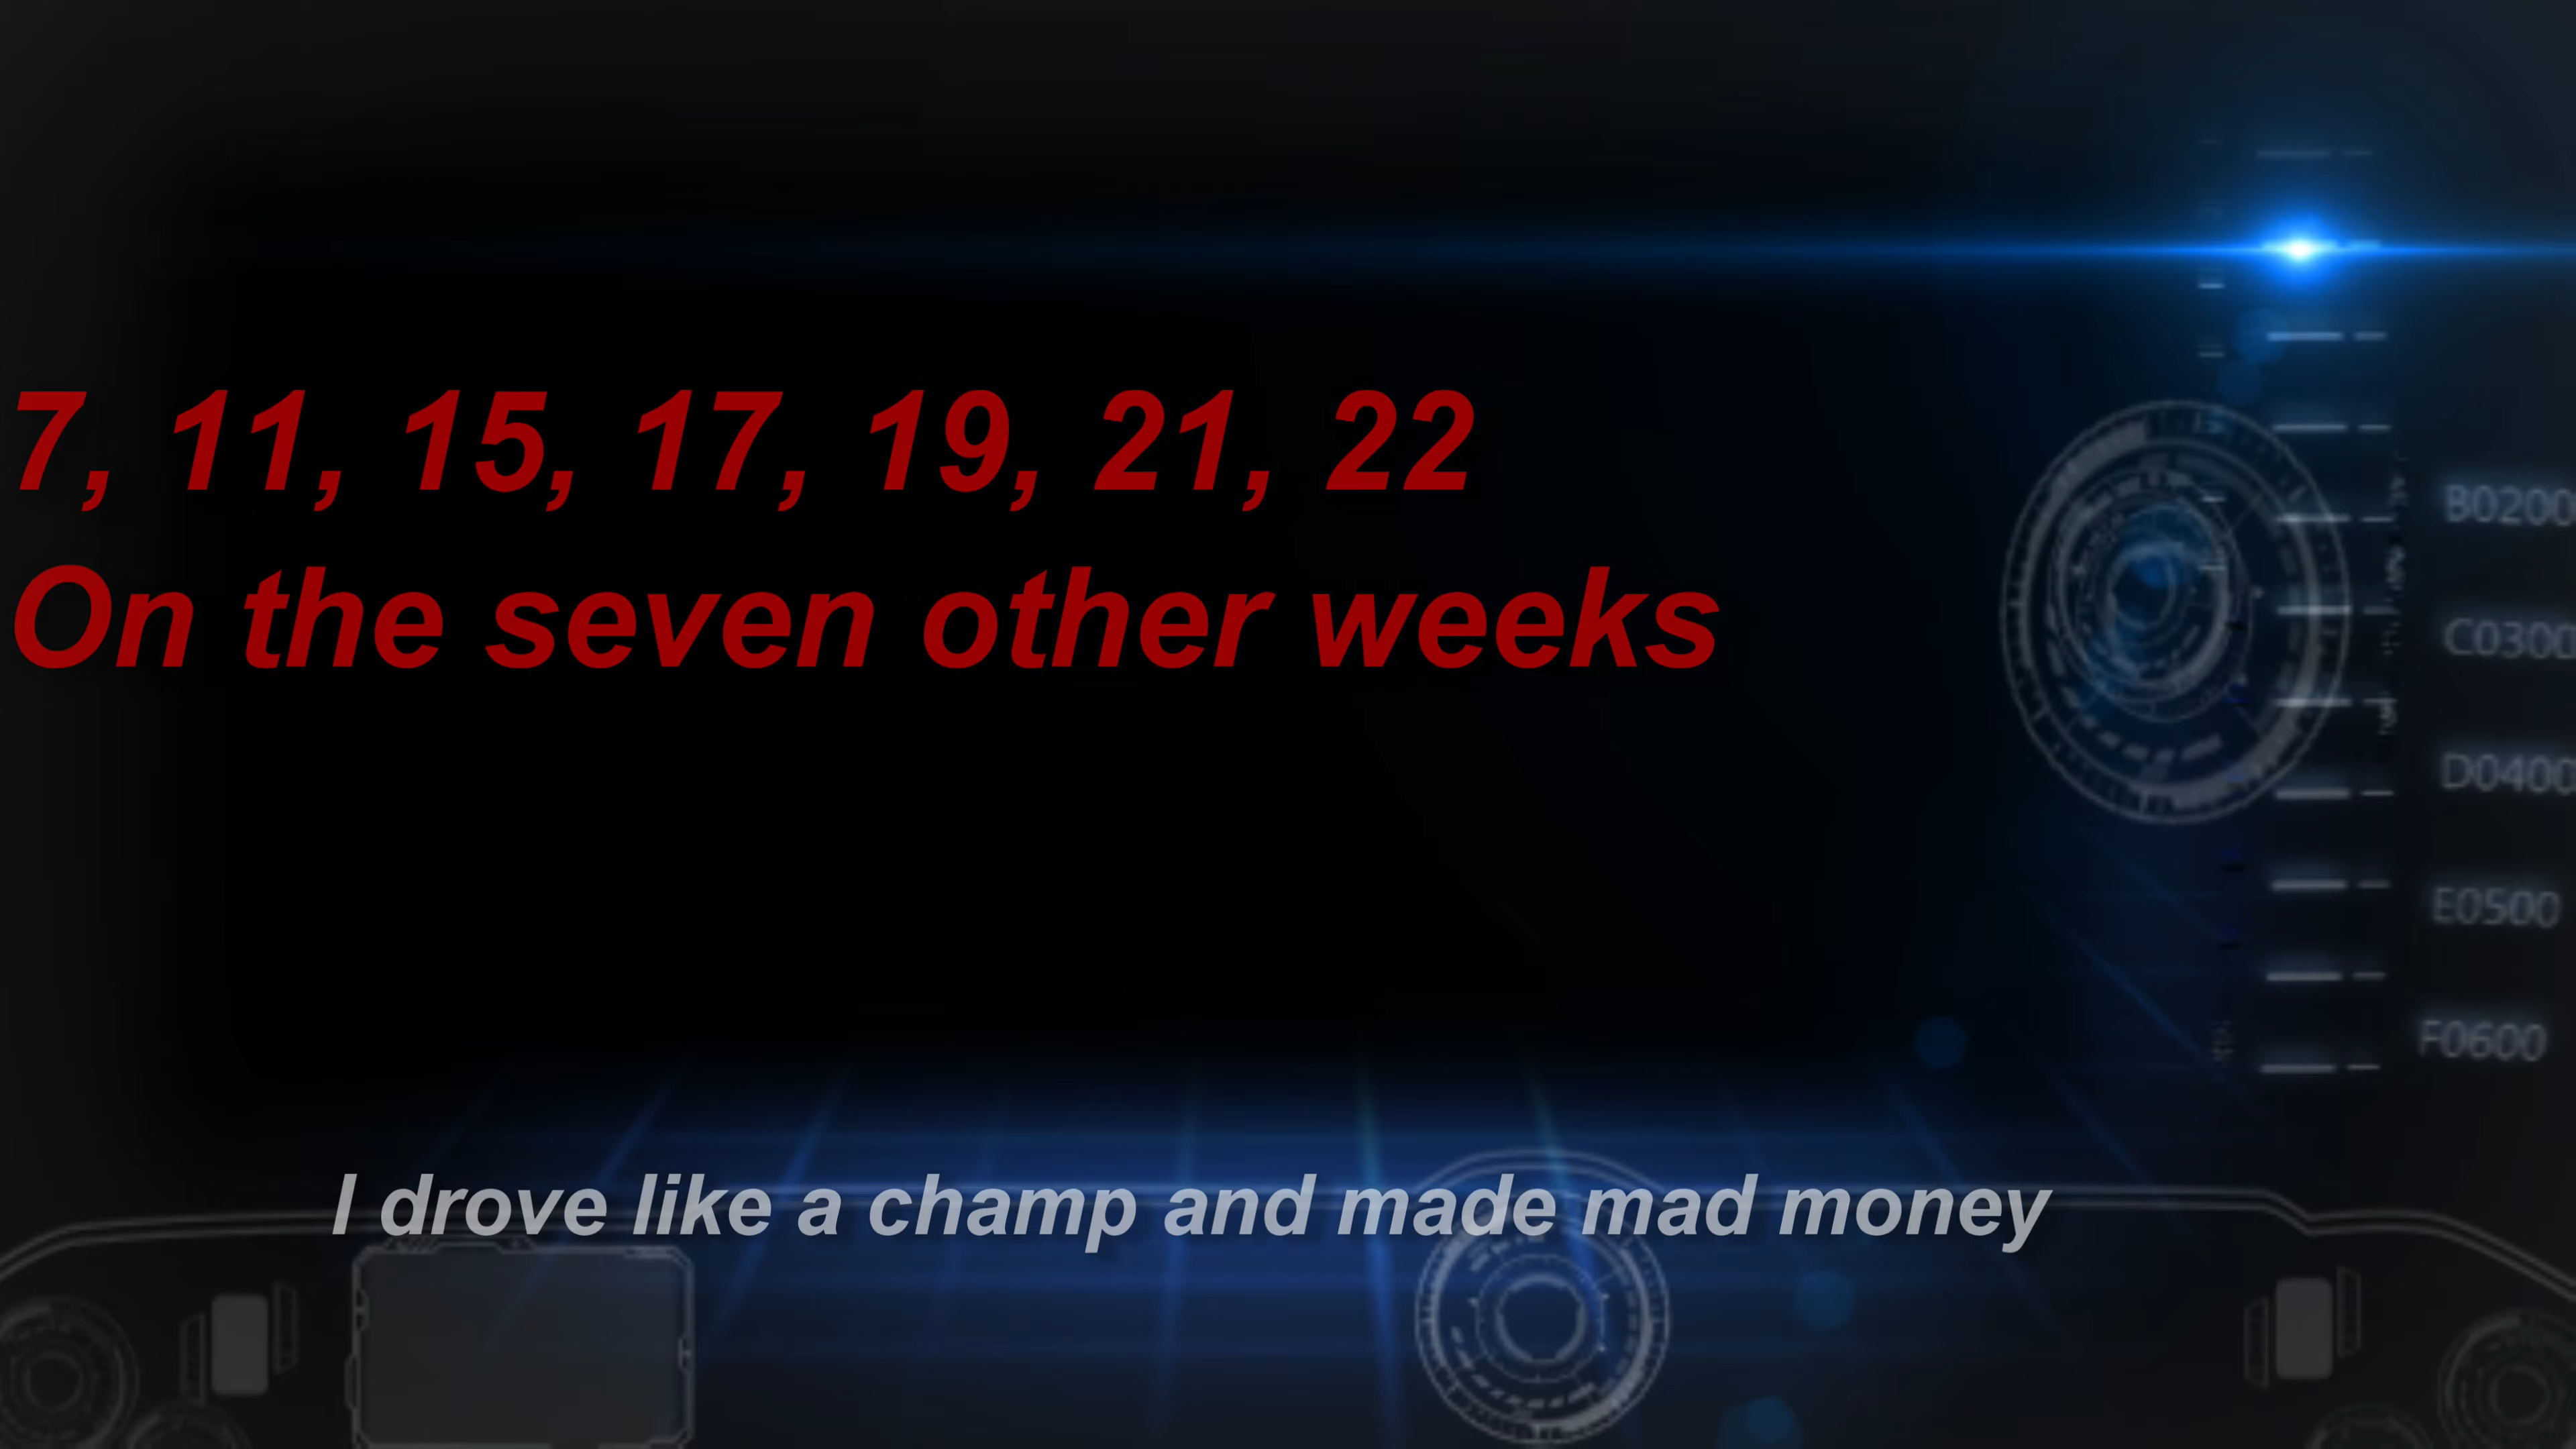 7, 11, 15, 17, 19, 21, 22
On the seven other weeks
B0200
C0300
D0400
E0500
F0600
I drove like a champ and made mad money